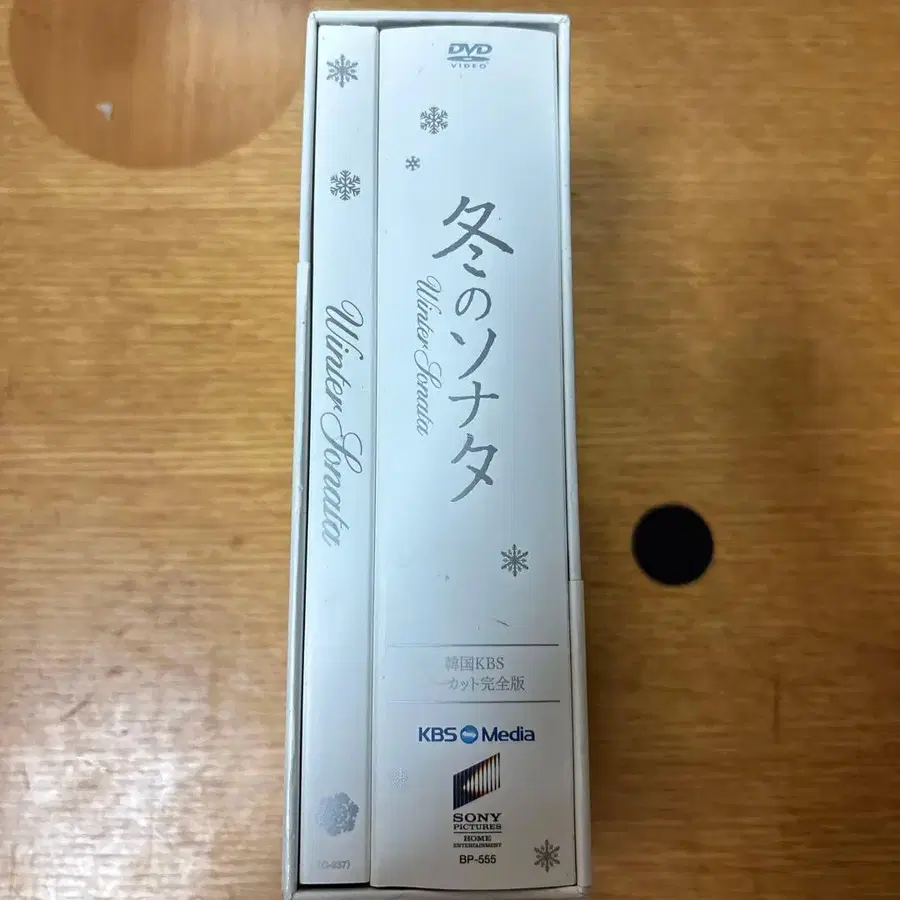 Winter Sonata
DVD
VIDEO
冬のソナタ
Winter Sonata
韓国KBS
ーカット完全版
KBS Media
SONY
PICTURES
HOME
ENTERTAINMENT
BP-555